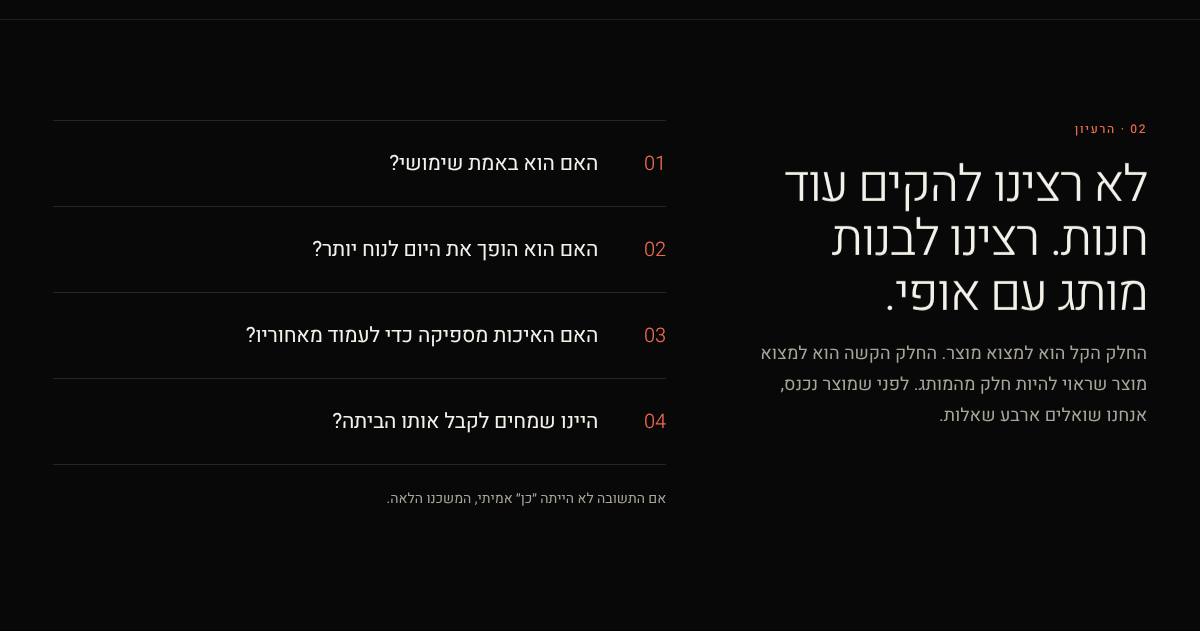 02 · הרעיון
לא רצינו להקים עוד
חנות. רצינו לבנות
מותג עם אופי.
החלק הקל הוא למצוא מוצר. החלק הקשה הוא למצוא
מוצר שראוי להיות חלק מהמותג. לפני שמוצר נכנס,
אנחנו שואלים ארבע שאלות.
01 האם הוא באמת שימושי?
02 האם הוא הופך את היום לנוח יותר?
03 האם האיכות מספיקה כדי לעמוד מאחוריו?
04 היינו שמחים לקבל אותו הביתה?
אם התשובה לא הייתה "כן" אמיתי, המשכנו הלאה.